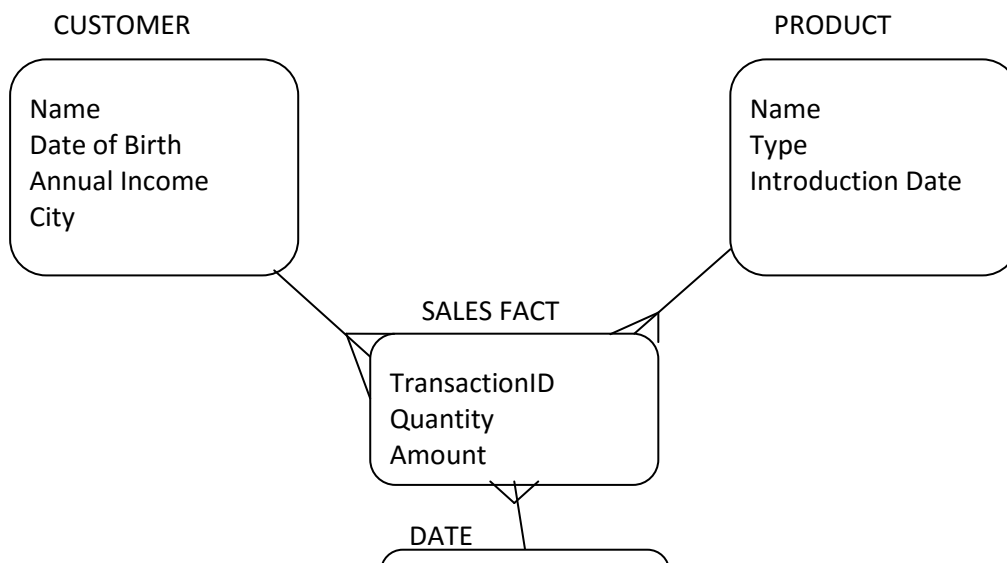 CUSTOMER
Name
Date of Birth
Annual Income
City
PRODUCT
Name
Type
Introduction Date
SALES FACT
TransactionID
Quantity
Amount
DATE